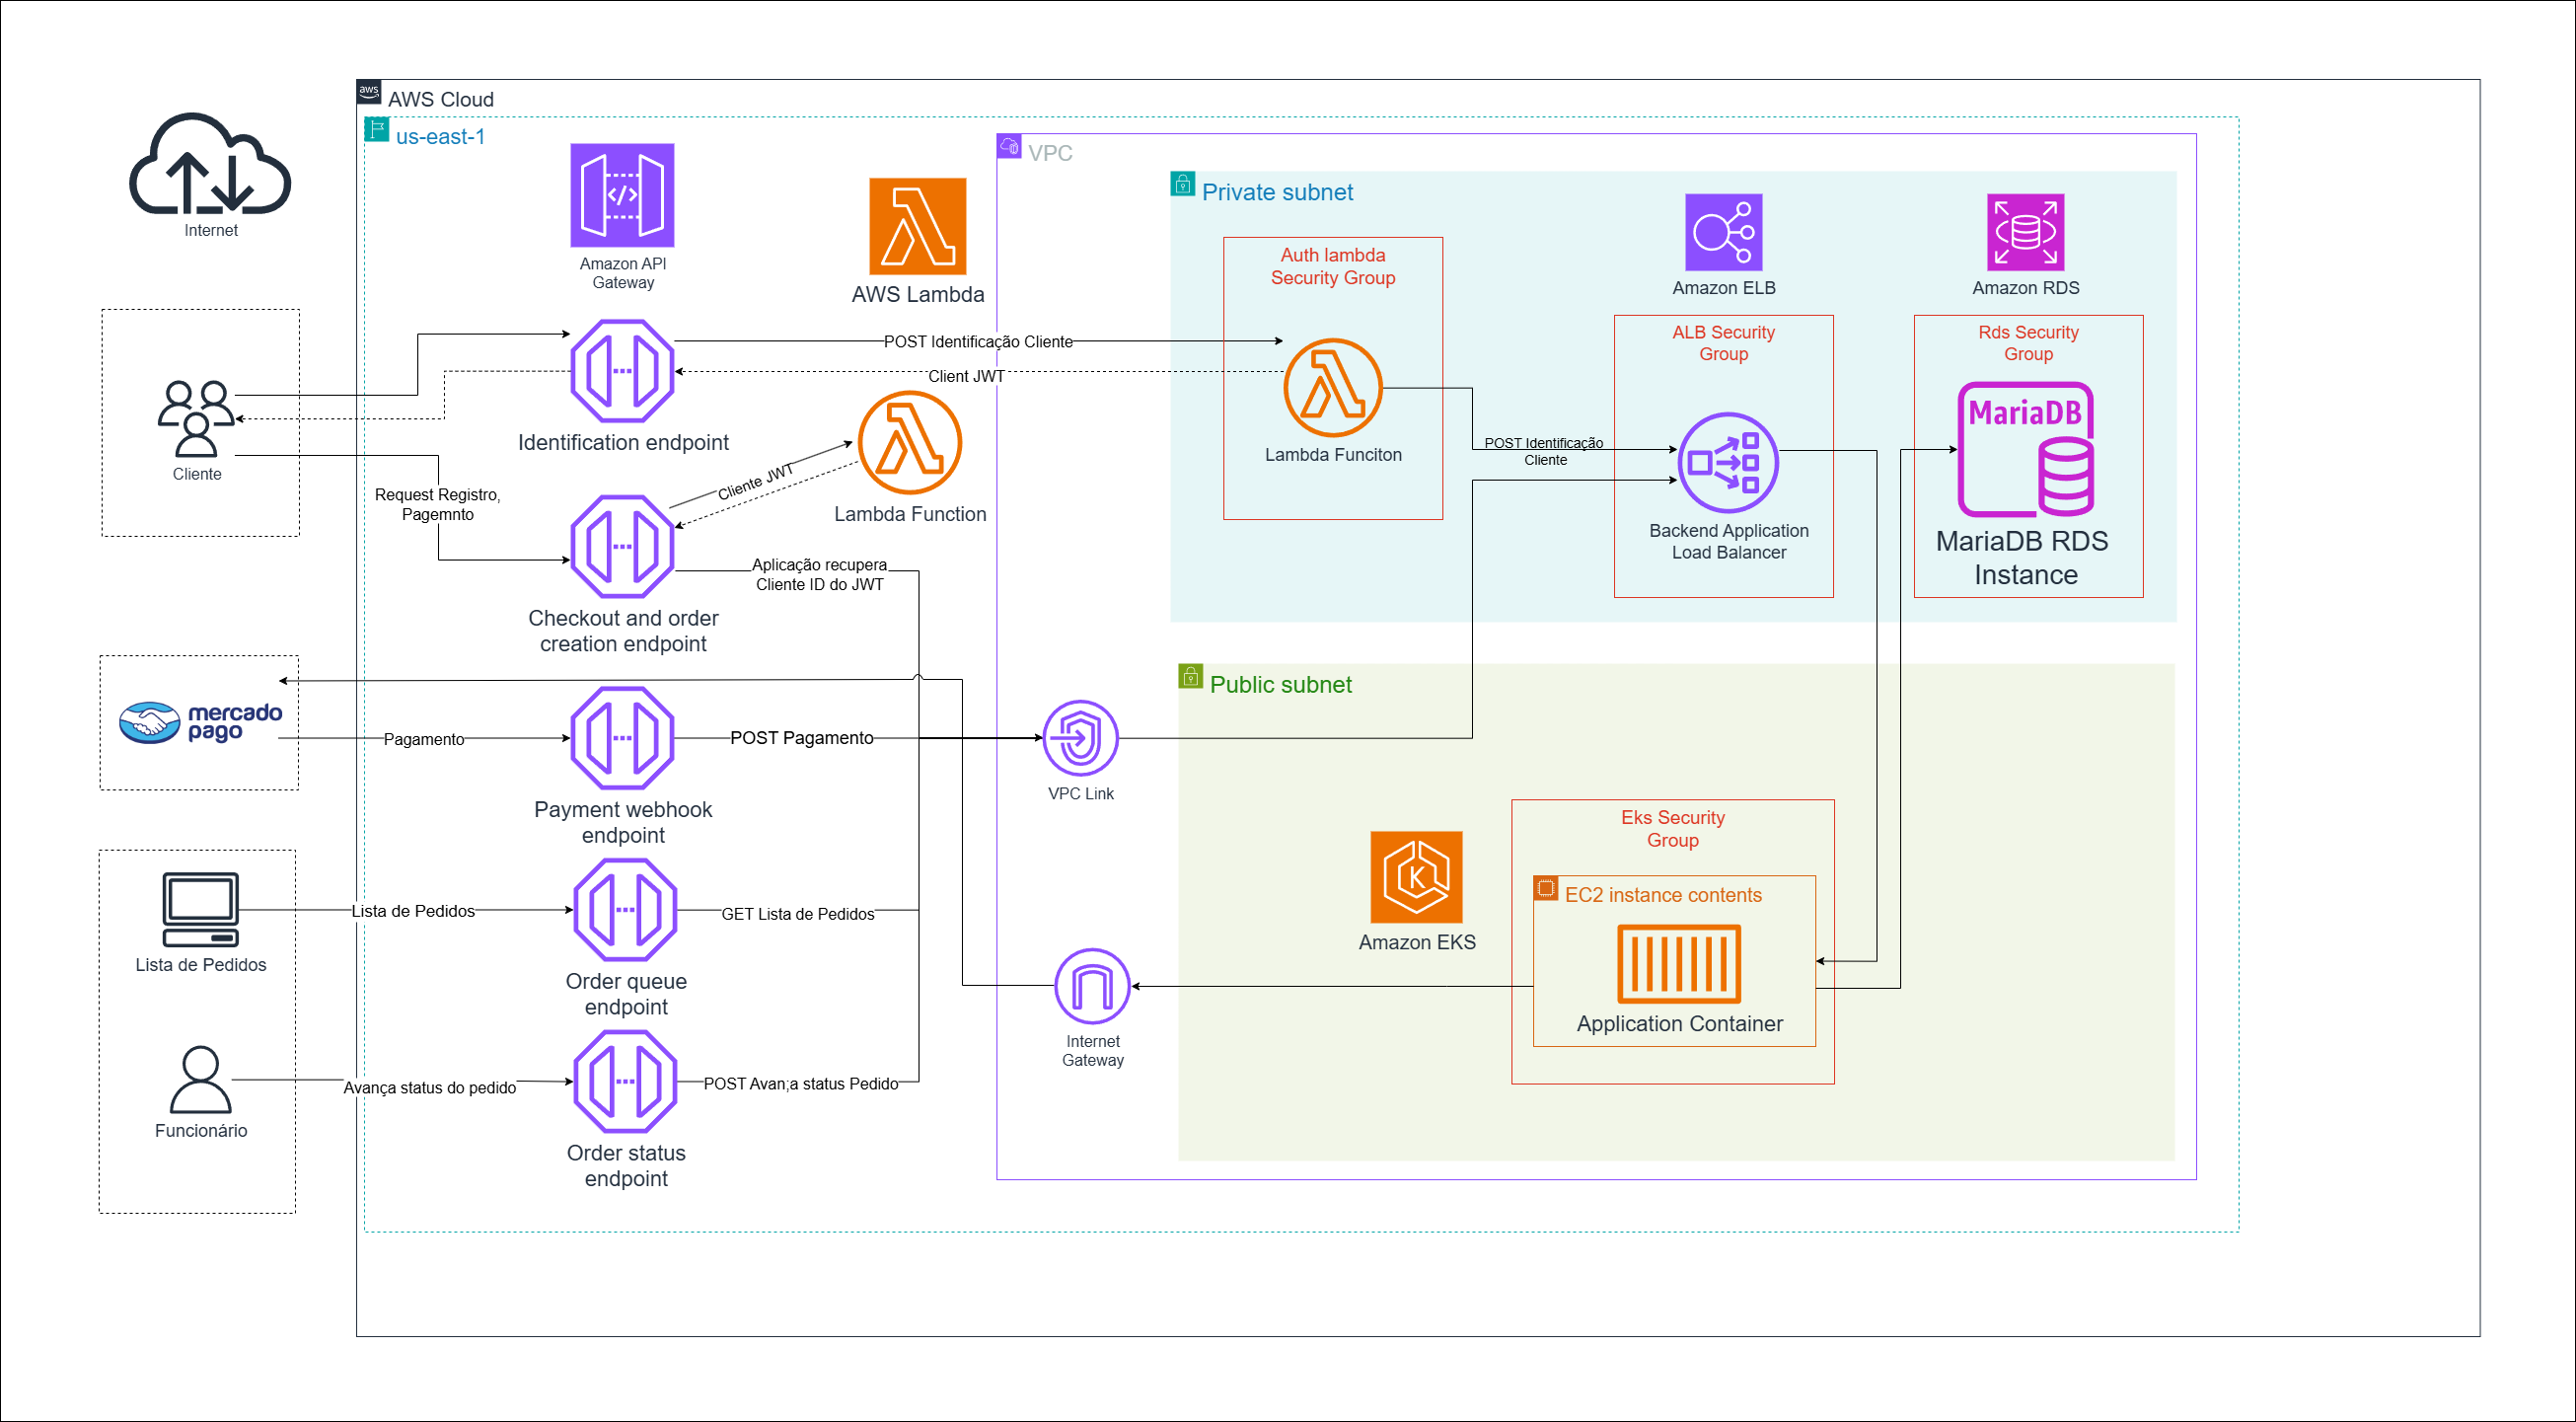 aws
AWS Cloud
us-east-1
Internet
Amazon API
Gateway
AWS Lambda
VPC
Private subnet
Auth lambda
Security Group
Amazon ELB
Amazon RDS
ALB Security
Group
Rds Security
Group
POST Identificação Cliente
Client JWT
MariaDB
Cliente
Identification endpoint
Lambda Funciton
POST Identificação
Cliente
Cliente JWT
Request Registro,
Pagemnto
Lambda Function
Backend Application
Load Balancer
MariaDB RDS
Instance
Aplicação recupera
Cliente ID do JWT
Checkout and order
creation endpoint
Public subnet
mercado
pago
Pagamento
POST Pagamento
VPC Link
Payment webhook
endpoint
Eks Security
Group
K
EC2 instance contents
Lista de Pedidos
GET Lista de Pedidos
Amazon EKS
Lista de Pedidos
Order queue
endpoint
Application Container
Internet
Gateway
Avança status do pedido
POST Avan;a status Pedido
Funcionário
Order status
endpoint